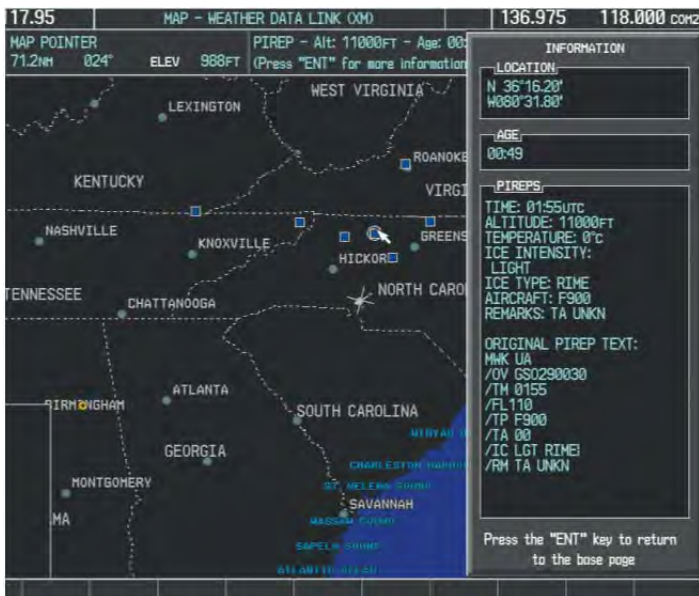 17.95
MAP - WEATHER DATA LINK (XM)
136.975
118.000 COM2
MAP POINTER
71.2NM 024° ELEV 988FT
PIREP - Alt: 11000FT - Age: 00:
(Press "ENT" for more information
LEXINGTON
WEST VIRGINIA
ROANOKE
KENTUCKY
VIRGI
NASHVILLE
KNOXVILLE
GREENS
HICKOR
TENNESSEE
CHATTANOOGA
NORTH CARO
ATLANTA
BIRMINGHAM
SOUTH CAROLINA
GEORGIA
CHARLESTON HARBOR
MONTGOMERY
ST. HELENA SOUND
SAVANNAH
MA
WASSAW SOUND
SAPELO SOUND
INFORMATION
LOCATION
N 36°16.20'
W080°31.80'
AGE
00:49
PIREPS
TIME: 01:55UTC
ALTITUDE: 11000FT
TEMPERATURE: 0°C
ICE INTENSITY:
LIGHT
ICE TYPE: RIME
AIRCRAFT: F900
REMARKS: TA UNKN
ORIGINAL PIREP TEXT:
MWK UA
/OV GSO290030
/TM 0155
/FL110
/TP F900
/TA 00
/IC LGT RIME
/RM TA UNKN
Press the "ENT" key to return
to the base page